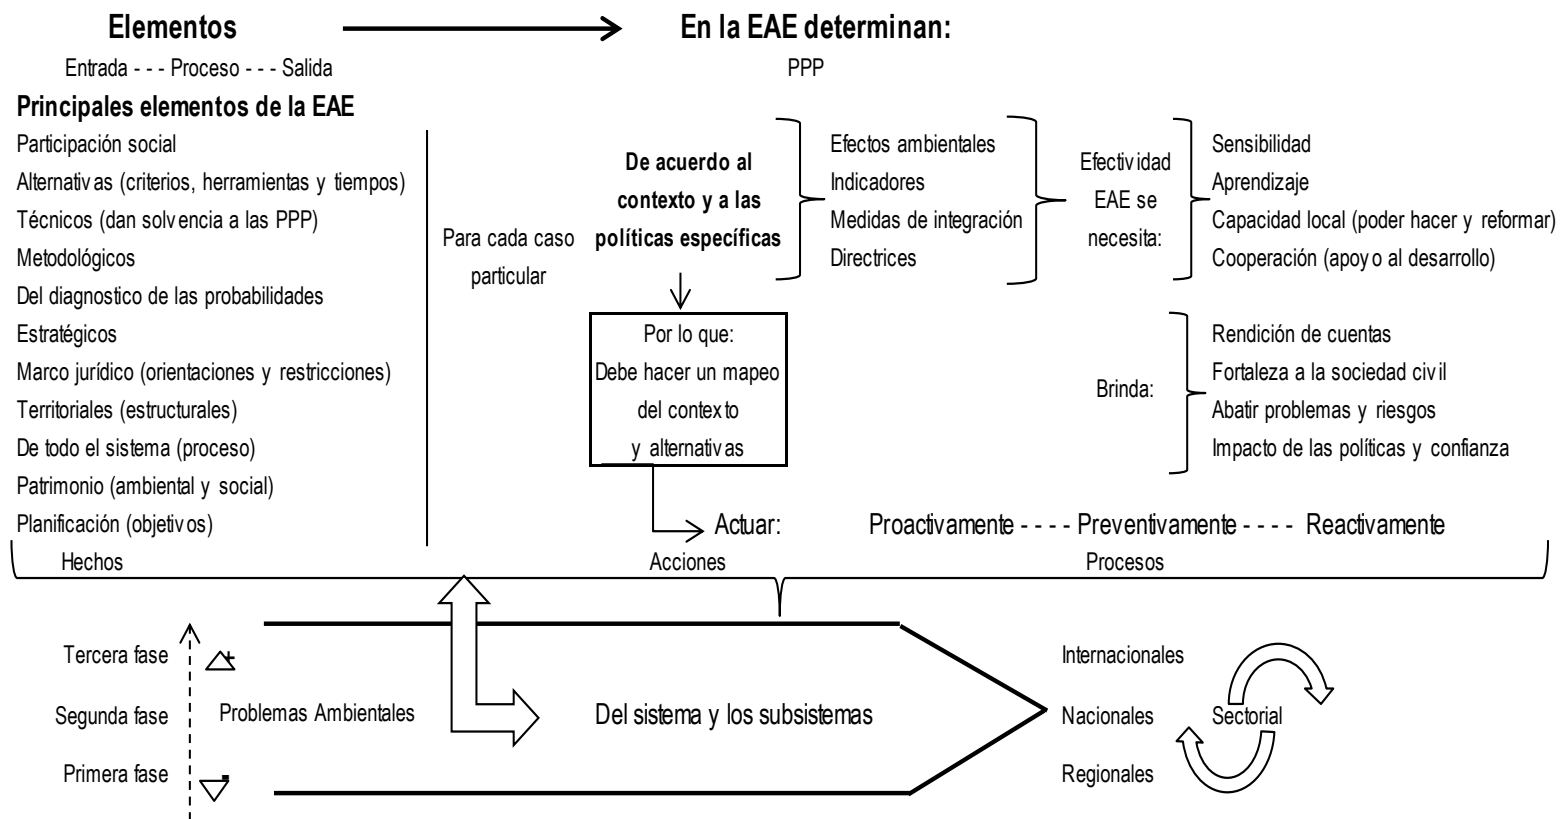 Elementos
En la EAE determinan:
Entrada - - - Proceso - - - Salida
PPP
Principales elementos de la EAE
Participación social
Alternativas (criterios, herramientas y tiempos)
Técnicos (dan solvencia a las PPP)
Metodológicos
Del diagnostico de las probabilidades
Estratégicos
Marco jurídico (orientaciones y restricciones)
Territoriales (estructurales)
De todo el sistema (proceso)
Patrimonio (ambiental y social)
Planificación (objetivos)
Para cada caso
particular
De acuerdo al
contexto y a las
políticas específicas
Por lo que:
Debe hacer un mapeo
del contexto
y alternativas
Efectos ambientales
Indicadores
Medidas de integración
Directrices
Efectividad
EAE se
necesita:
Sensibilidad
Aprendizaje
Capacidad local (poder hacer y reformar)
Cooperación (apoyo al desarrollo)
Brinda:
Rendición de cuentas
Fortaleza a la sociedad civil
Abatir problemas y riesgos
Impacto de las políticas y confianza
Actuar:
Proactivamente - - - - Preventivamente - - - - Reactivamente
Hechos
Acciones
Procesos
Tercera fase
+
Segunda fase
Primera fase
-
Problemas Ambientales
Del sistema y los subsistemas
Internacionales
Nacionales
Regionales
Sectorial